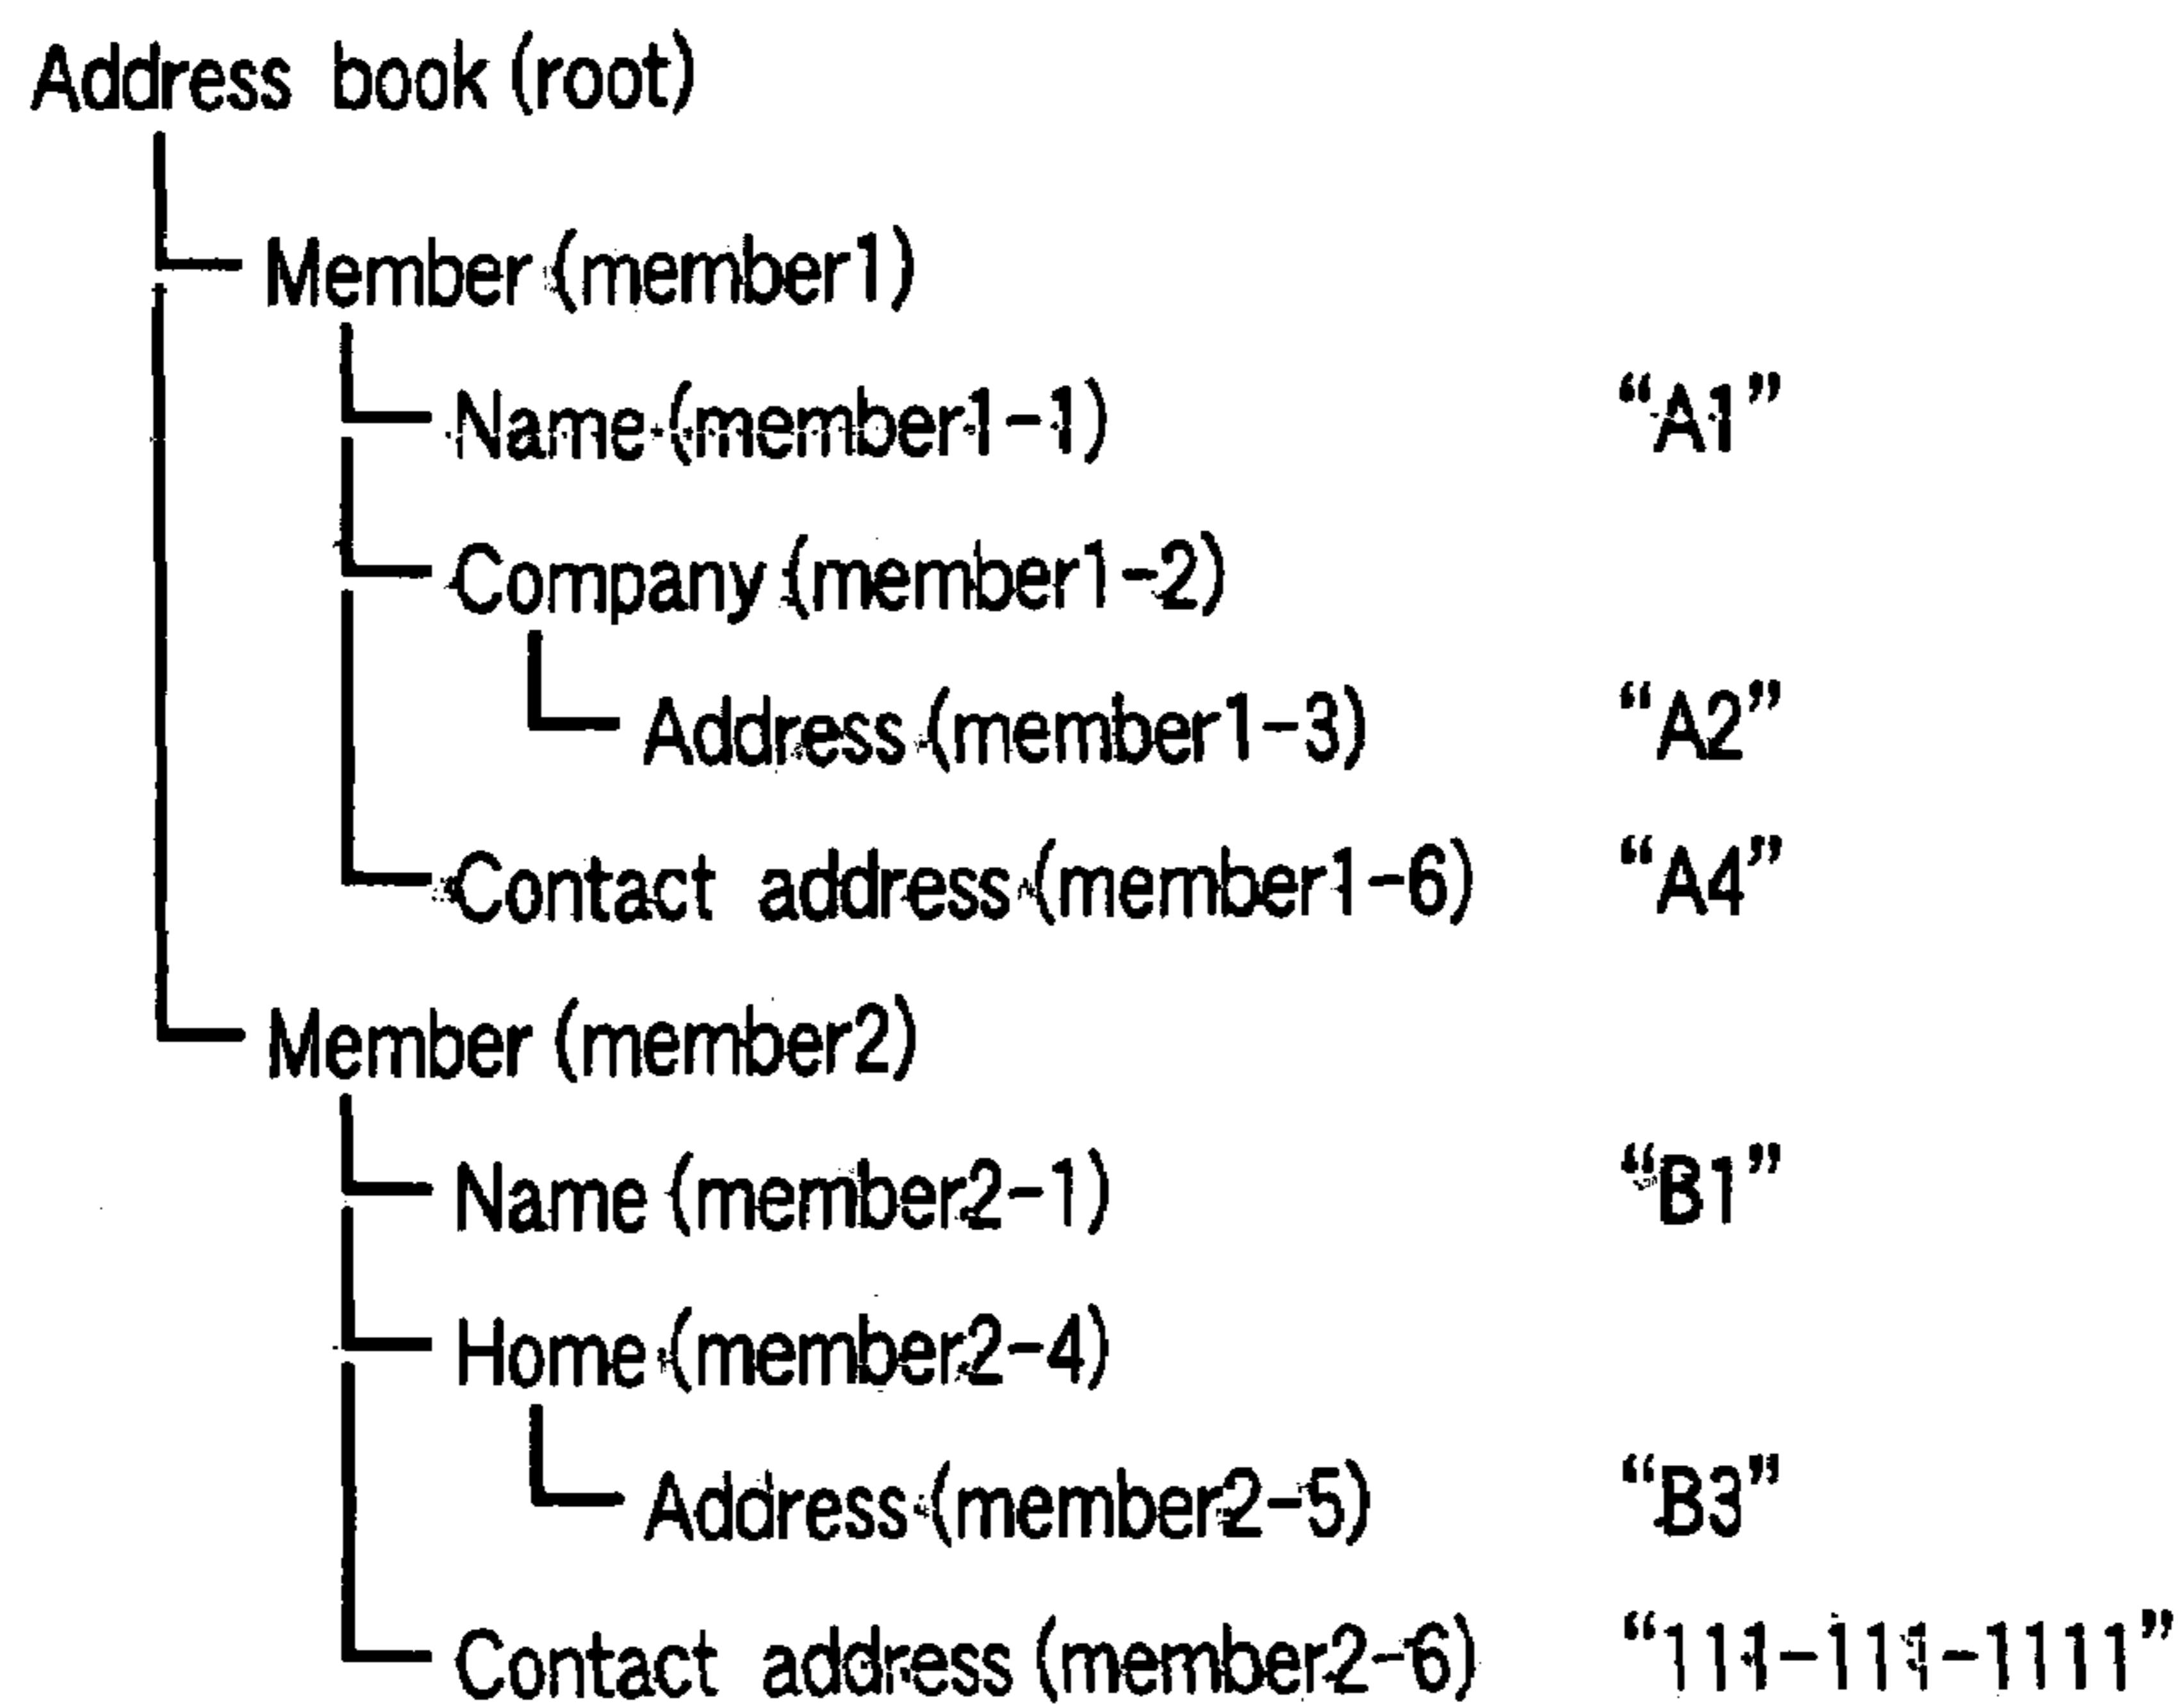 Address book (root)
Member (member1)
Name (member1-1) “A1”
Company (member1-2)
Address (member1-3) “A2”
Contact address (member1-6) “A4”
Member (member2)
Name (member2-1) “B1”
Home (member2-4)
Address (member2-5) “B3”
Contact address (member2-6) “111-111-1111”